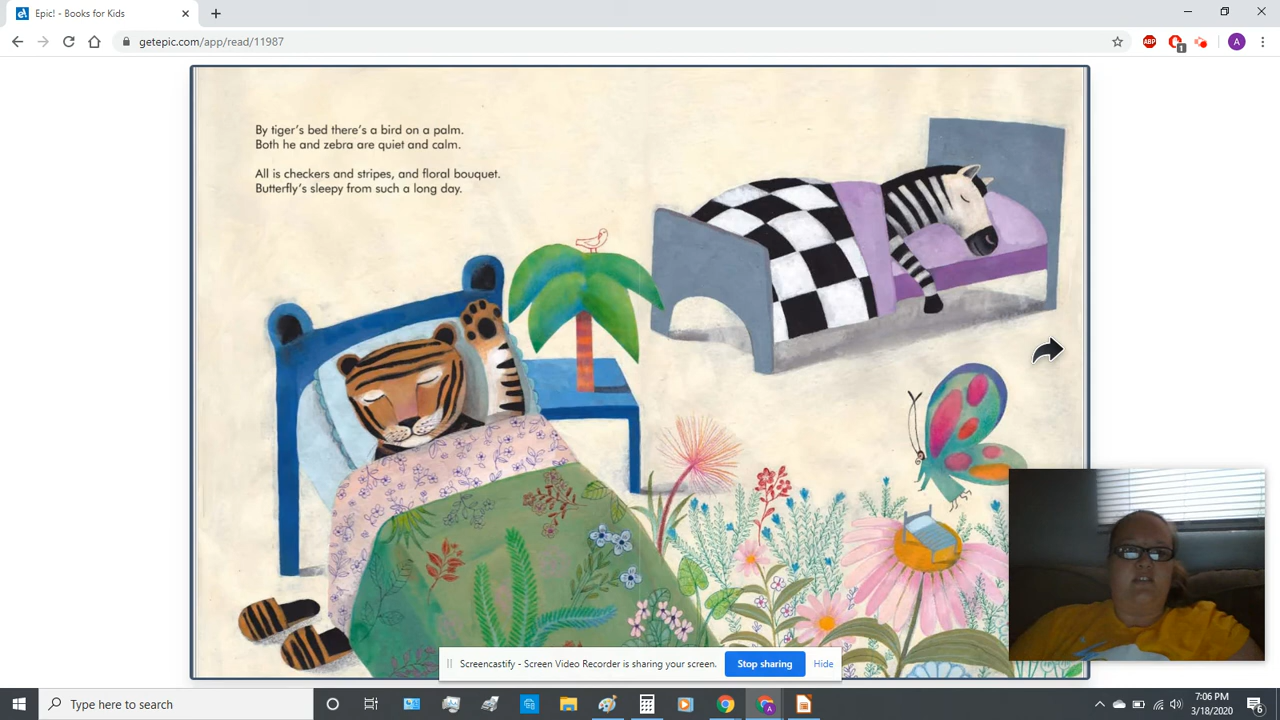 Epic! - Books for Kids
getepic.com/app/read/11987
ABP
1
A
By tiger's bed there's a bird on a palm.
Both he and zebra are quiet and calm.
All is checkers and stripes, and floral bouquet.
Butterfly's sleepy from such a long day.
Screencastify - Screen Video Recorder is sharing your screen.
Stop sharing
Hide
Type here to search
A
7:06 PM
3/18/2020
6